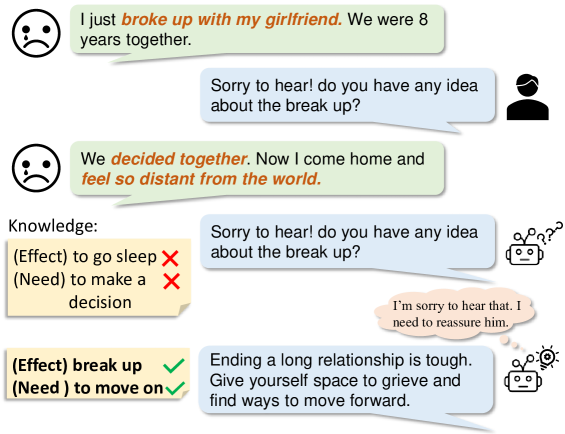 I just broke up with my girlfriend. We were 8
years together.
Sorry to hear! do you have any idea
about the break up?
We decided together. Now I come home and
feel so distant from the world.
Knowledge:
(Effect) to go sleep
(Need) to make a
decision
Sorry to hear! do you have any idea
about the break up?
???
I'm sorry to hear that. I
need to reassure him.
(Effect) break up
(Need ) to move on
Ending a long relationship is tough.
Give yourself space to grieve and
find ways to move forward.